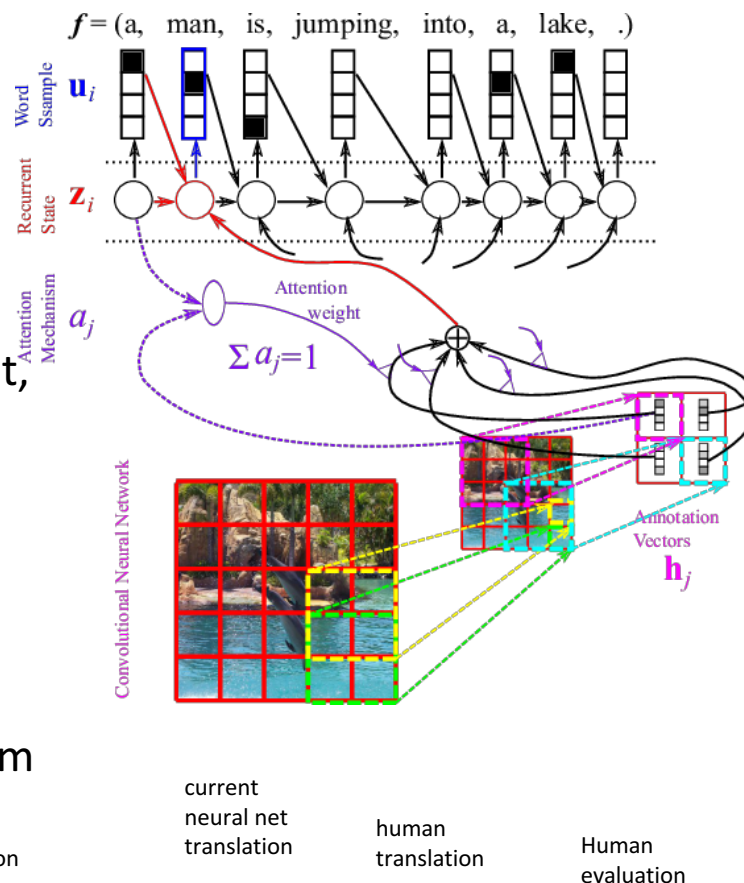 f = (a, man, is, jumping, into, a, lake, .)
Word
Ssample
u_i
Recurrent
State
z_i
Attention
Mechanism
a_j
Attention
weight
Σ a_j=1
t,
Convolutional Neural Network
Annotation
Vectors
h_j
m
current
neural net
translation
human
translation
on
Human
evaluation